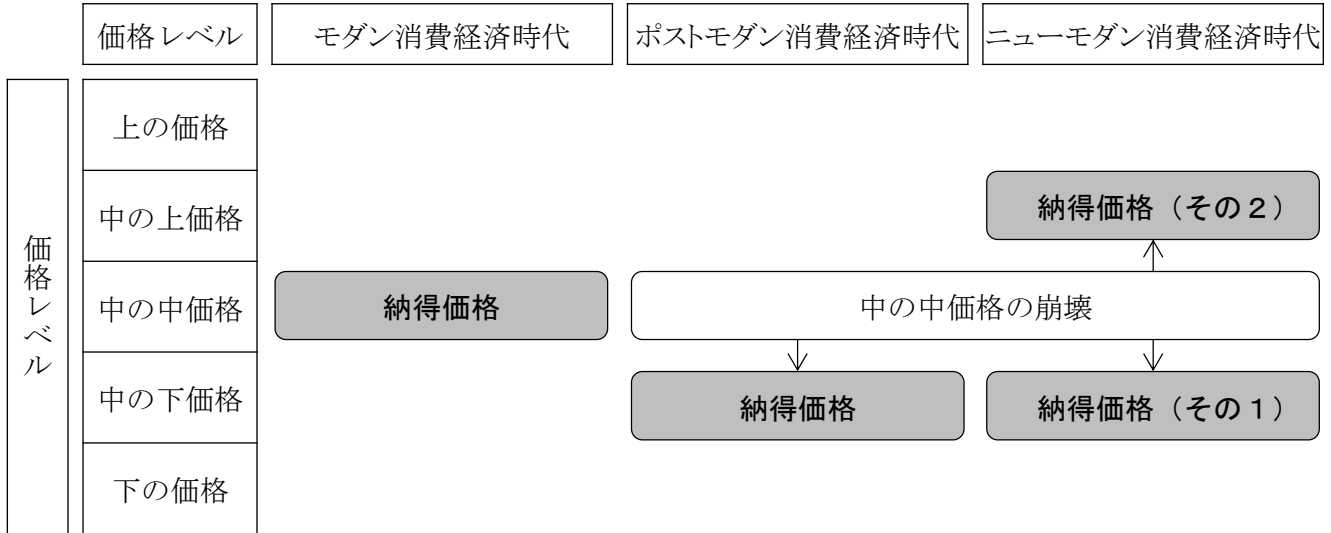 価格レベル
モダン消費経済時代
ポストモダン消費経済時代
ニューモダン消費経済時代
価格レベル
上の価格
中の上価格
納得価格（その２）
中の中価格
納得価格
中の中価格の崩壊
中の下価格
納得価格
納得価格（その１）
下の価格